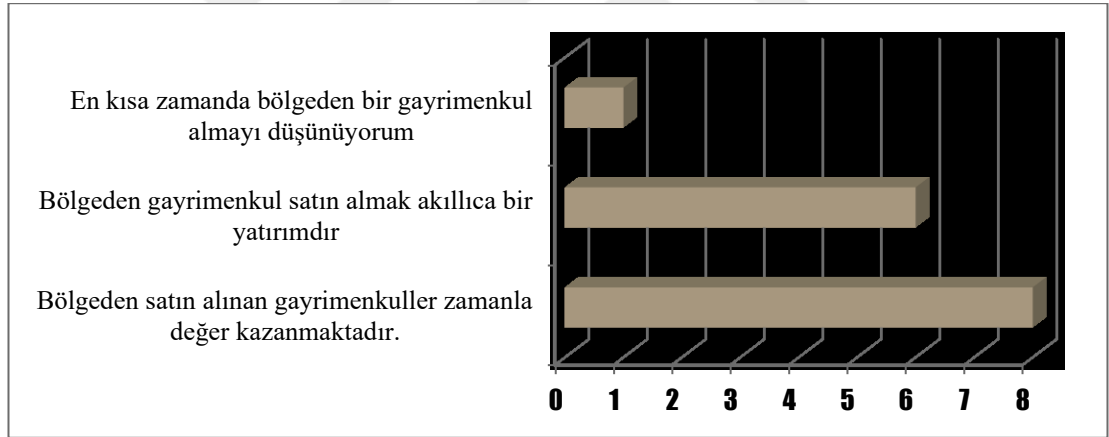 En kısa zamanda bölgeden bir gayrimenkul
almayı düşünüyorum
Bölgeden gayrimenkul satın almak akıllıca bir
yatırımdır
Bölgeden satın alınan gayrimenkuller zamanla
değer kazanmaktadır.
0 1 2 3 4 5 6 7 8